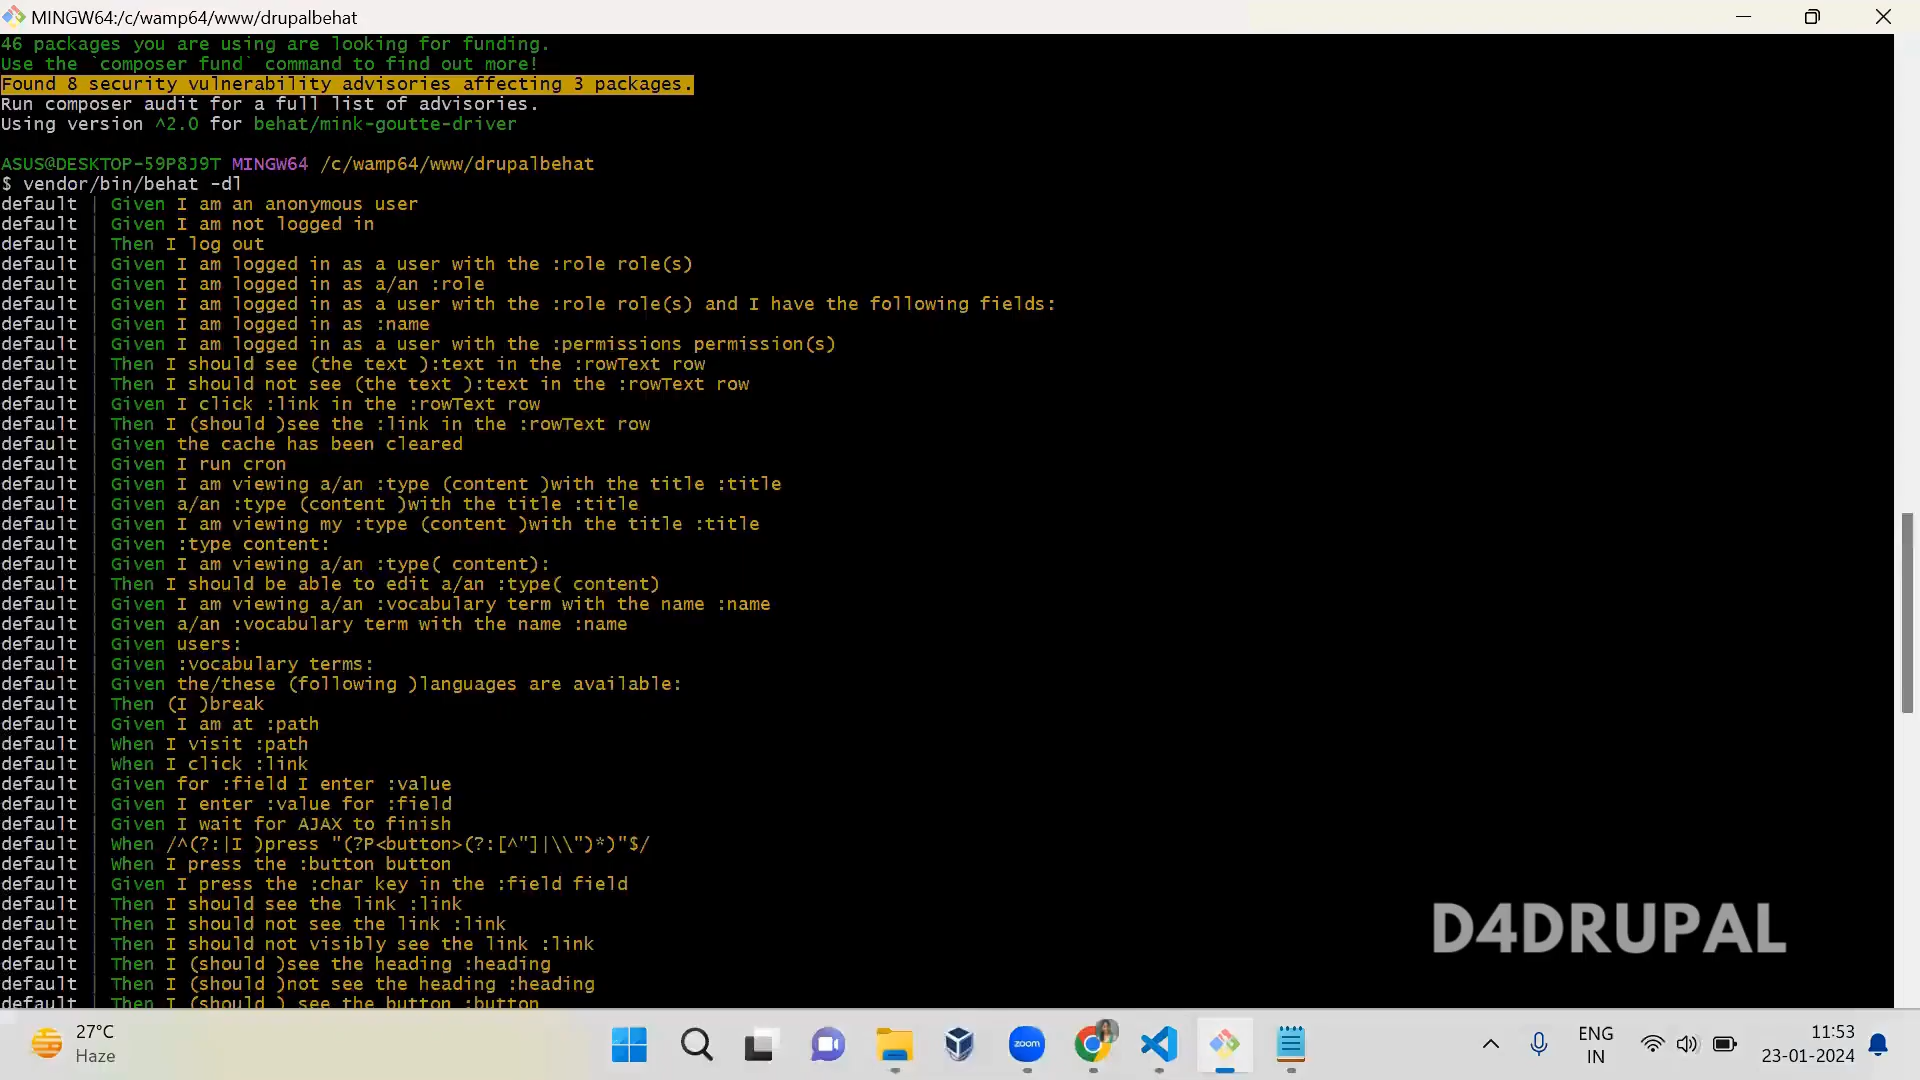 MINGW64:/c/wamp64/www/drupalbehat
46 packages you are using are looking for funding.
Use the `composer fund` command to find out more!
Found 8 security vulnerability advisories affecting 3 packages.
Run composer audit for a full list of advisories.
Using version ^2.0 for behat/mink-goutte-driver
ASUS@DESKTOP-59P8J9T MINGW64 /c/wamp64/www/drupalbehat
$ vendor/bin/behat -dl
default | Given I am an anonymous user
default | Given I am not logged in
default | Then I log out
default | Given I am logged in as a user with the :role role(s)
default | Given I am logged in as a/an :role
default | Given I am logged in as a user with the :role role(s) and I have the following fields:
default | Given I am logged in as :name
default | Given I am logged in as a user with the :permissions permission(s)
default | Then I should see (the text ):text in the :rowText row
default | Then I should not see (the text ):text in the :rowText row
default | Given I click :link in the :rowText row
default | Then I (should )see the :link in the :rowText row
default | Given the cache has been cleared
default | Given I run cron
default | Given I am viewing a/an :type (content )with the title :title
default | Given a/an :type (content )with the title :title
default | Given I am viewing my :type (content )with the title :title
default | Given :type content:
default | Given I am viewing a/an :type( content):
default | Then I should be able to edit a/an :type( content)
default | Given I am viewing a/an :vocabulary term with the name :name
default | Given a/an :vocabulary term with the name :name
default | Given users:
default | Given :vocabulary terms:
default | Given the/these (following )languages are available:
default | Then (I )break
default | Given I am at :path
default | When I visit :path
default | When I click :link
default | Given for :field I enter :value
default | Given I enter :value for :field
default | Given I wait for AJAX to finish
default | When /^(?:|I )press "(?P<button>(?:[^"]|\\")*)"$/
default | When I press the :button button
default | Given I press the :char key in the :field field
default | Then I should see the link :link
default | Then I should not see the link :link
default | Then I should not visibly see the link :link
default | Then I (should )see the heading :heading
default | Then I (should )not see the heading :heading
default | Then I (should ) see the button :button
D4DRUPAL
27°C
Haze
zoom
ENG
IN
11:53
23-01-2024